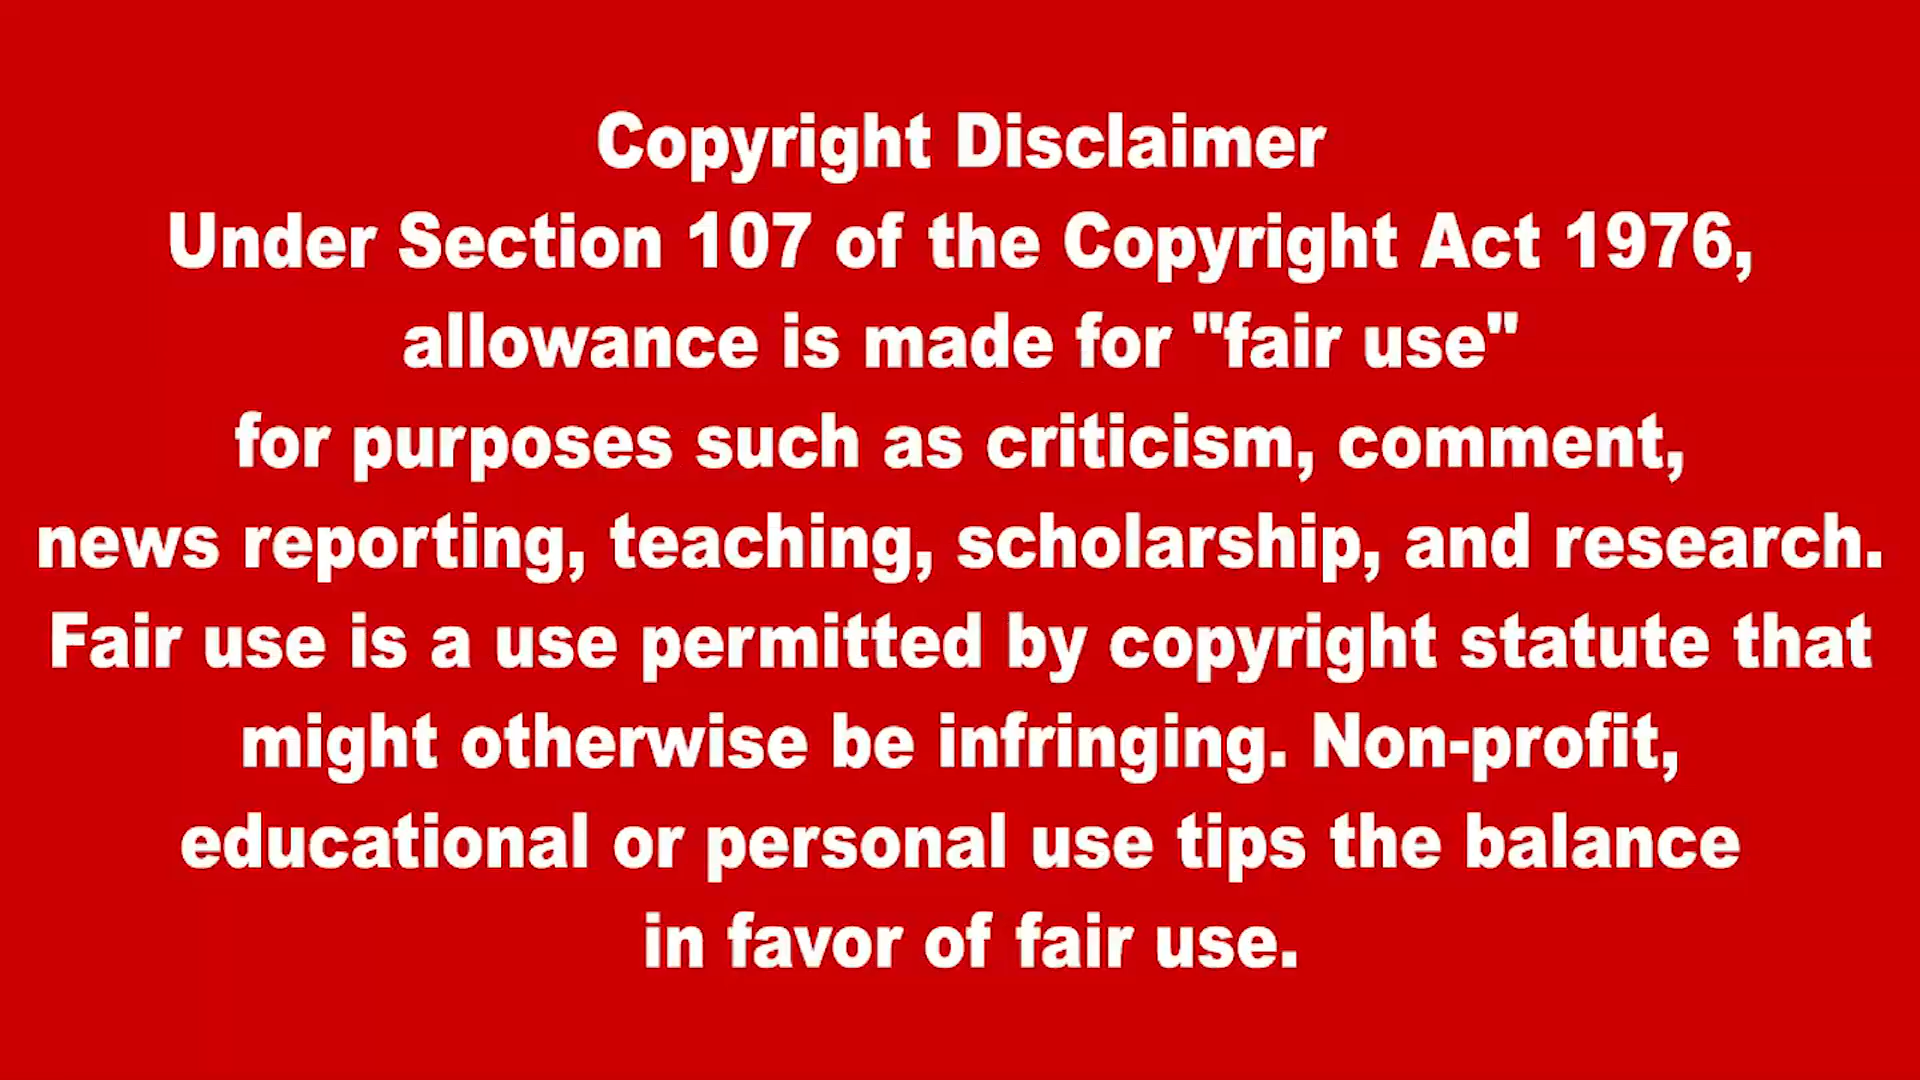 Copyright Disclaimer
Under Section 107 of the Copyright Act 1976,
allowance is made for "fair use"
for purposes such as criticism, comment,
news reporting, teaching, scholarship, and research.
Fair use is a use permitted by copyright statute that
might otherwise be infringing. Non-profit,
educational or personal use tips the balance
in favor of fair use.